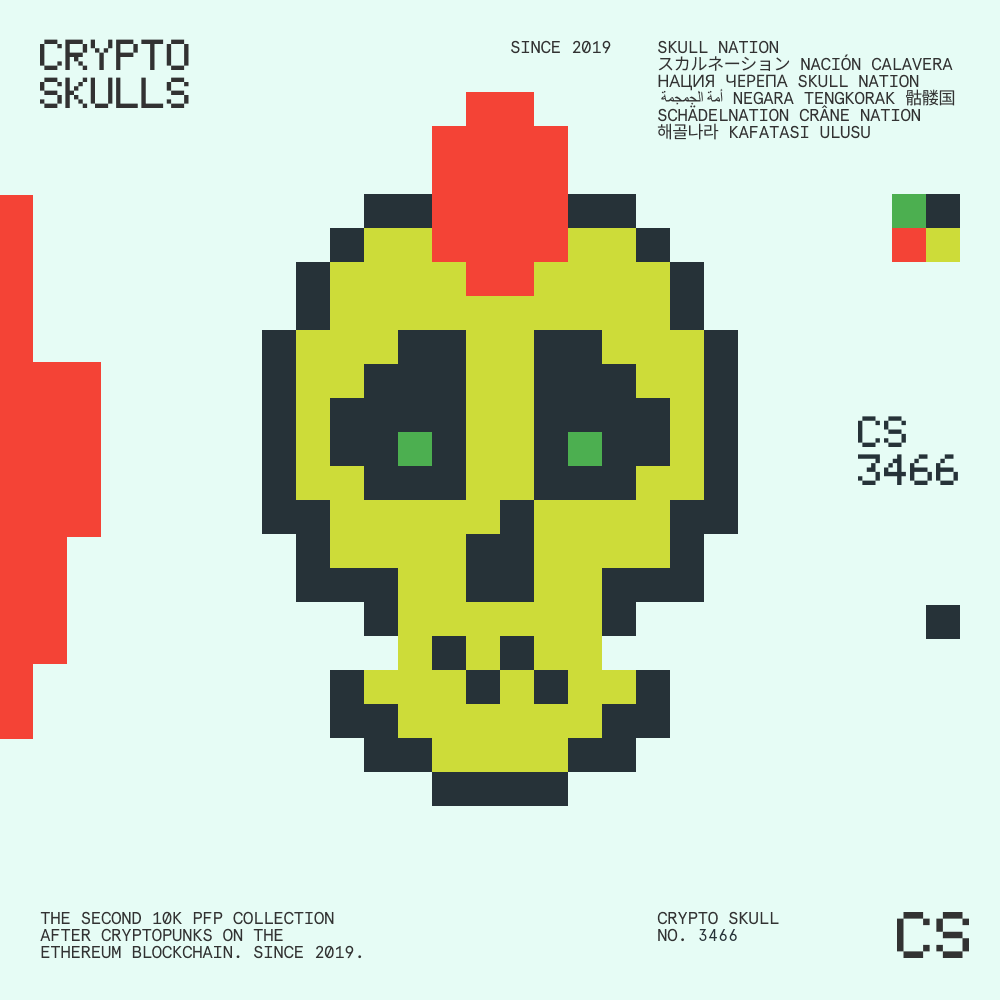 CRYPTO
SKULLS
SINCE 2019
SKULL NATION
スカルネーション NACIÓN CALAVERA
НАЦИЯ ЧЕРЕПА SKULL NATION
أمة الجمجمة NEGARA TENGKORAK 骷髅国
SCHÄDELNATION CRÂNE NATION
해골나라 KAFATASI ULUSU
CS
3466
THE SECOND 10K PFP COLLECTION
AFTER CRYPTOPUNKS ON THE
ETHEREUM BLOCKCHAIN. SINCE 2019.
CRYPTO SKULL
NO. 3466
CS